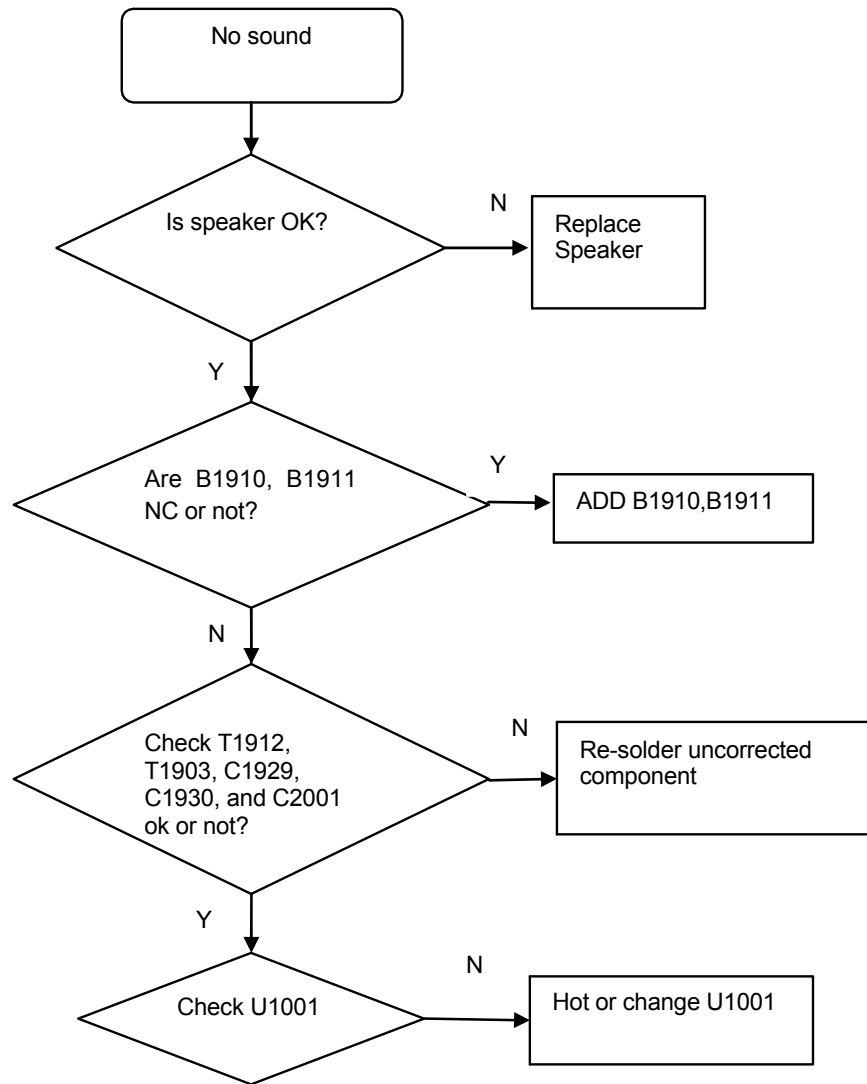 No sound
Is speaker OK?
N
Replace
Speaker
Y
Are B1910, B1911
NC or not?
Y
ADD B1910,B1911
N
Check T1912,
T1903, C1929,
C1930, and C2001
ok or not?
N
Re-solder uncorrected
component
Y
Check U1001
N
Hot or change U1001